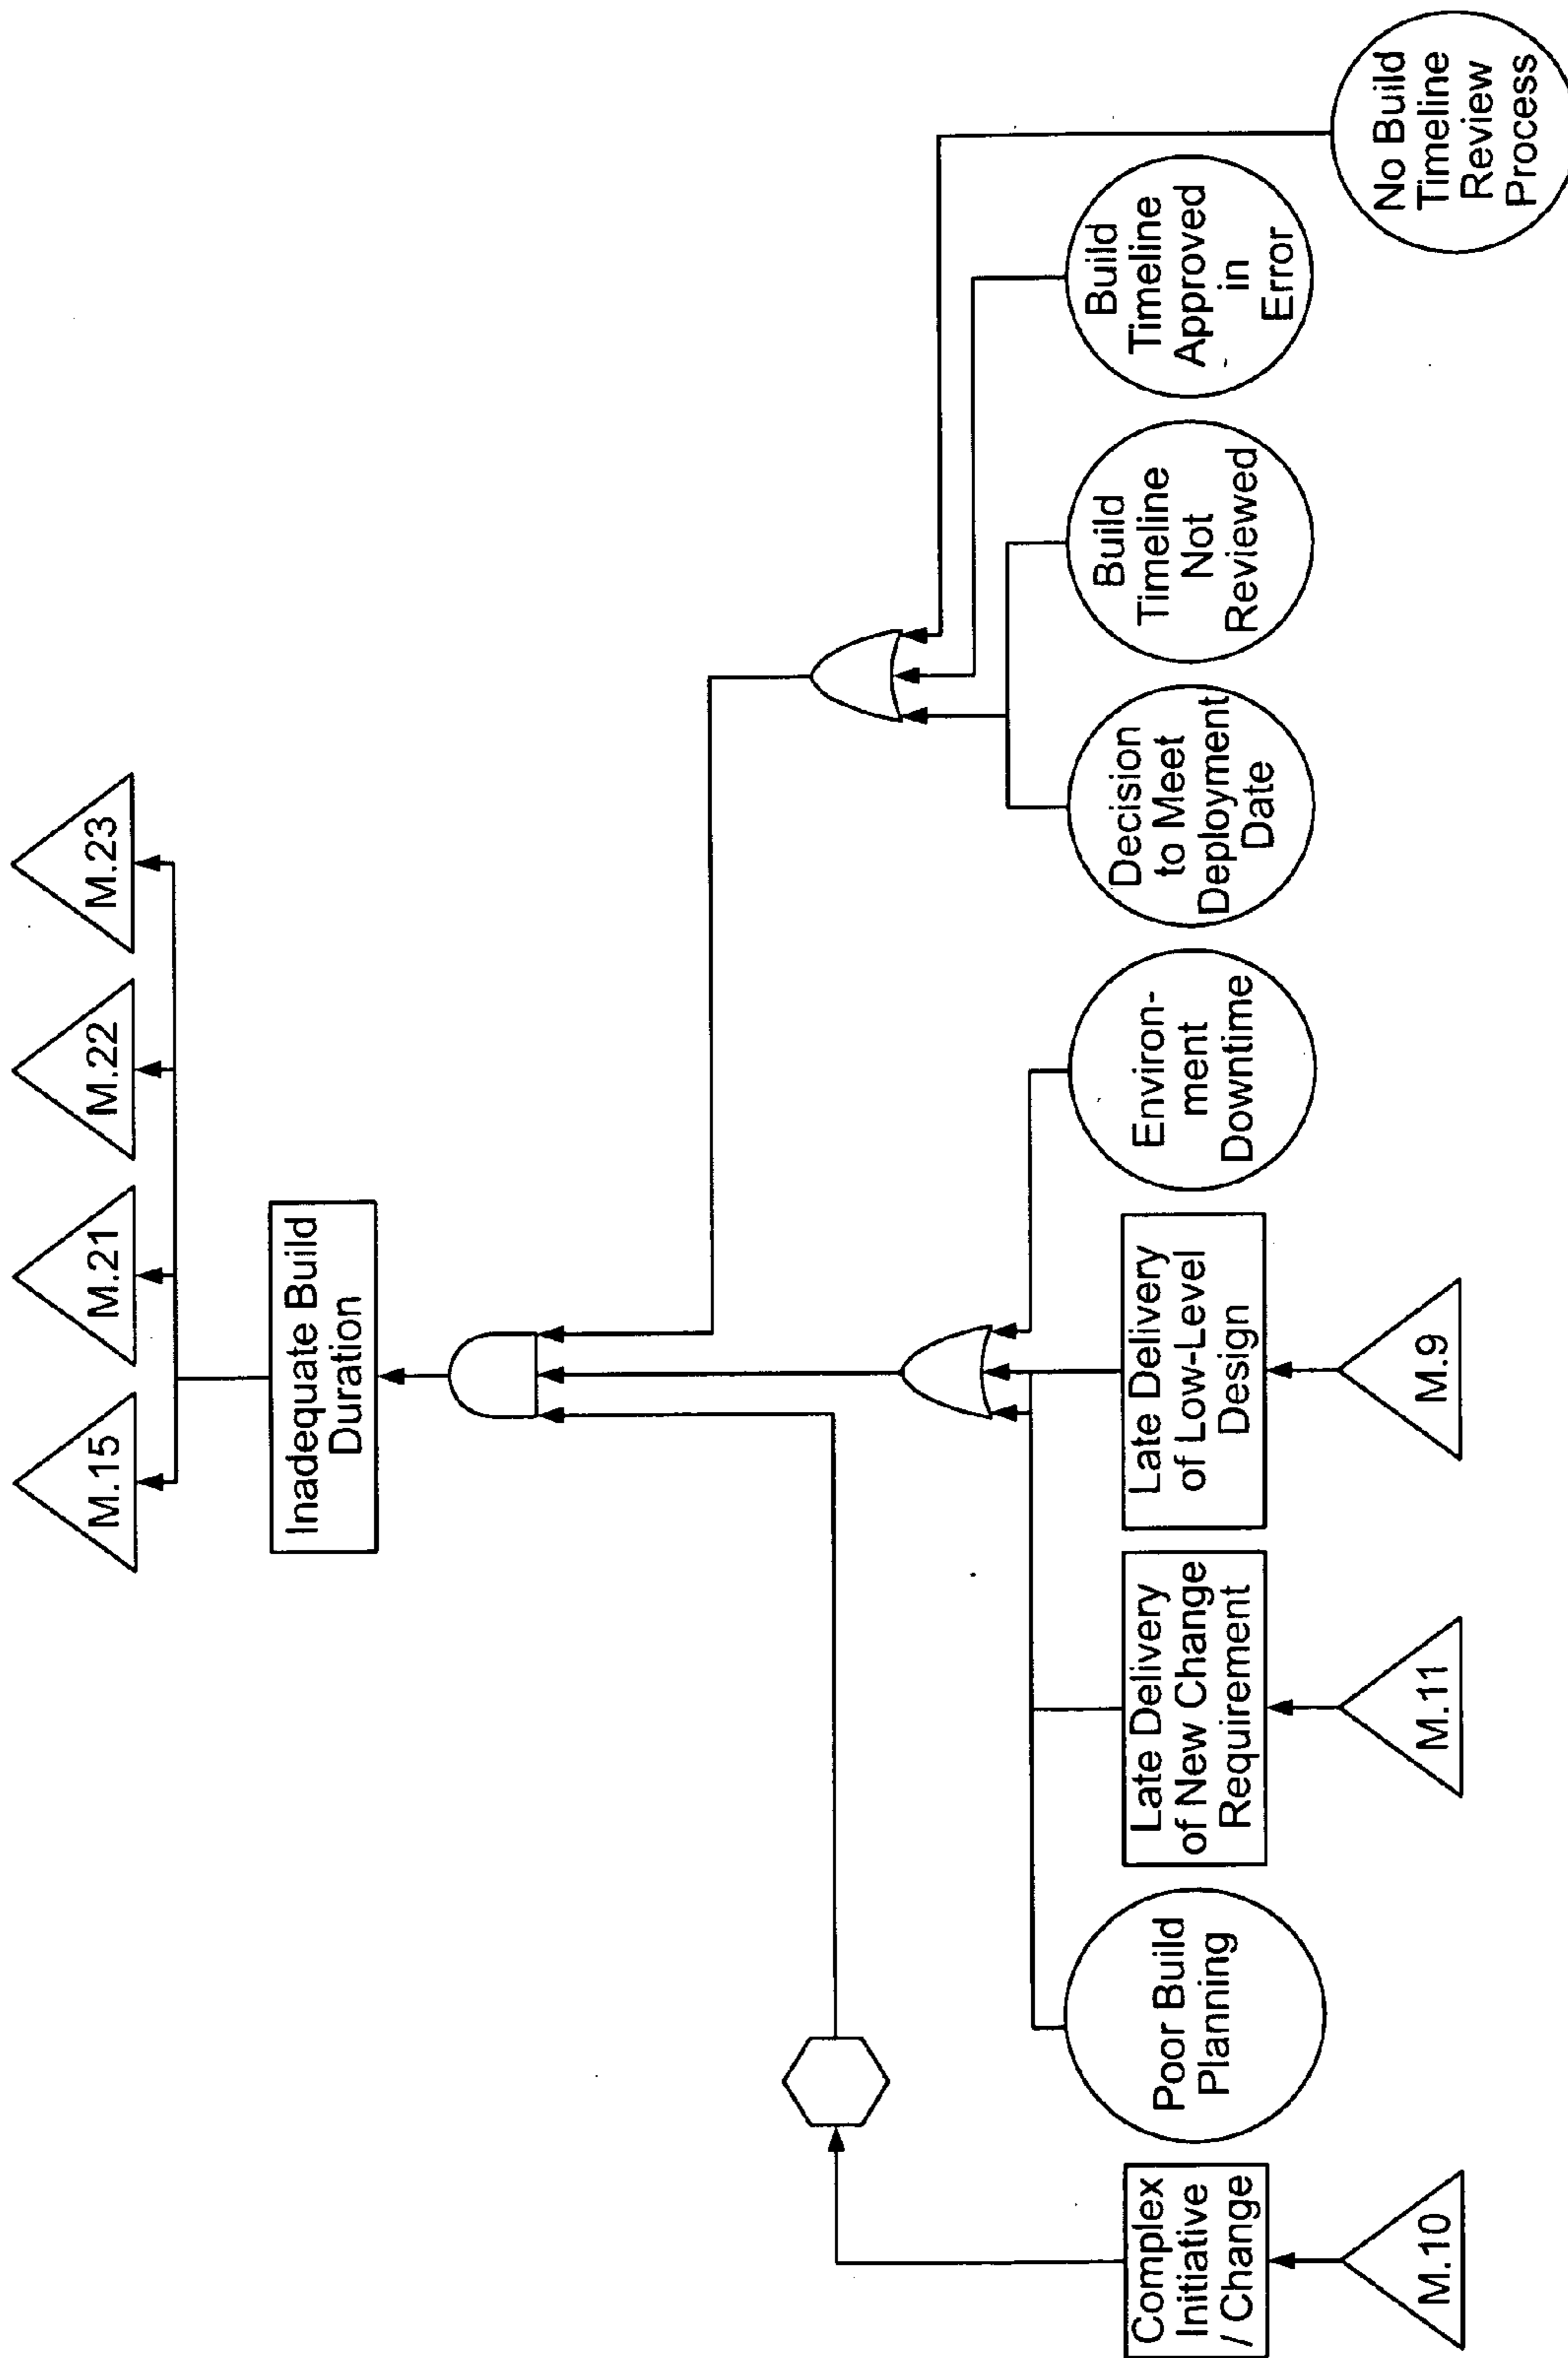 M.15
M.21
M.22
M.23
Inadequate Build
Duration
Complex
Initiative
/ Change
Poor Build
Planning
Late Delivery
of New Change
Requirement
Late Delivery
of Low-Level
Design
Environ-
ment
Downtime
Decision
to Meet
Deployment
Date
Build
Timeline
Not
Reviewed
Build
Timeline
Approved
in
Error
No Build
Timeline
Review
Process
M.10
M.11
M.9